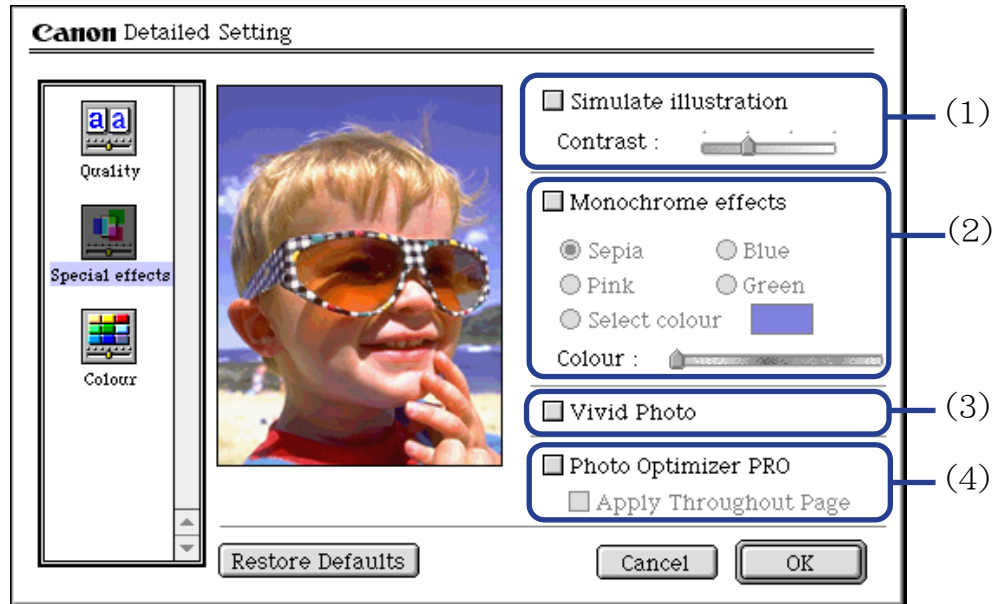 Canon Detailed Setting
aa
Quality
Special effects
Colour
Simulate illustration
Contrast :
(1)
Monochrome effects
Sepia
Blue
Pink
Green
Select colour
Colour :
(2)
Vivid Photo
(3)
Photo Optimizer PRO
Apply Throughout Page
(4)
Restore Defaults
Cancel
OK